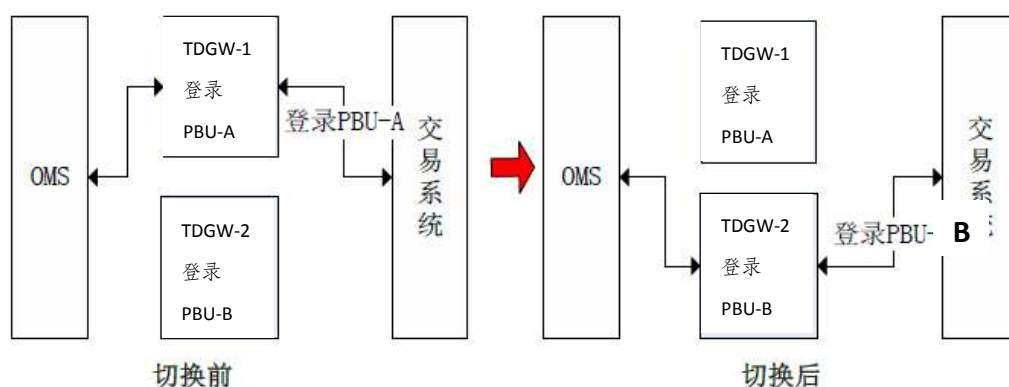 OMS
TDGW-1
登录
PBU-A
TDGW-2
登录
PBU-B
登录PBU-A
交易系统
OMS
TDGW-1
登录
PBU-A
TDGW-2
登录
PBU-B
登录PBU-B
交易系
切换前
切换后